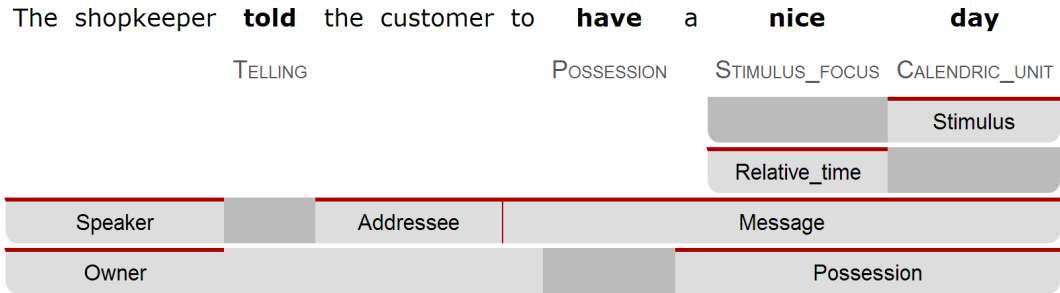 The shopkeeper told the customer to have a nice day
TELLING POSSESSION STIMULUS_FOCUS CALENDRIC_UNIT
Stimulus
Relative_time
Speaker Addressee Message
Owner Possession